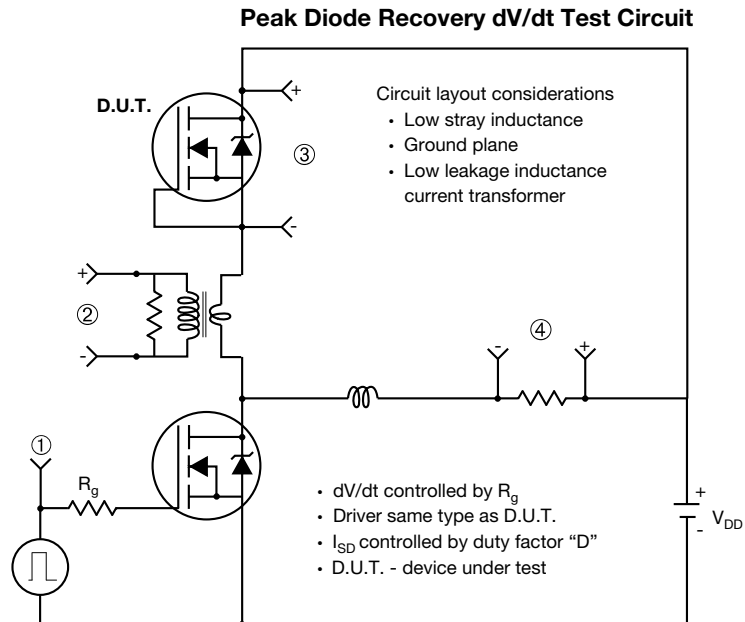 Peak Diode Recovery dV/dt Test Circuit
D.U.T.
+
Circuit layout considerations
• Low stray inductance
• Ground plane
• Low leakage inductance
current transformer
③
-
+
②
-
-
④
+
①
Rg
• dV/dt controlled by Rg
• Driver same type as D.U.T.
• ISD controlled by duty factor “D”
• D.U.T. - device under test
+
-
VDD